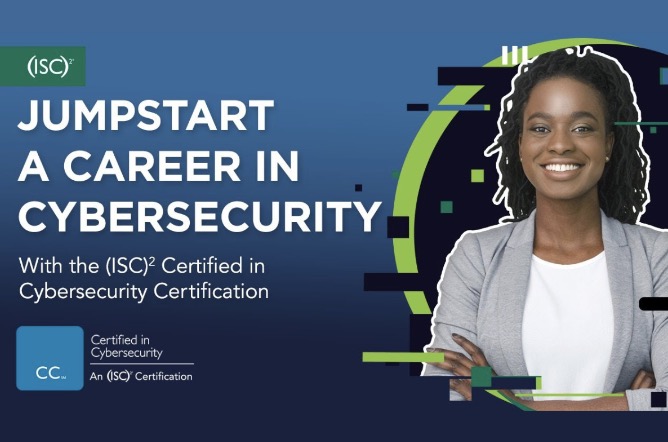 (ISC)²
JUMPSTART
A CAREER IN
CYBERSECURITY
With the (ISC)² Certified in
Cybersecurity Certification
Certified in
Cybersecurity
CC™
An (ISC)² Certification